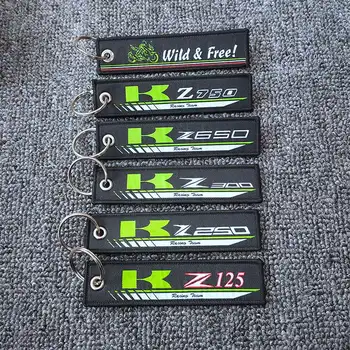 Wild & Free!
K Z750
Racing Team
K Z650
Racing Team
K Z300
Racing Team
K Z250
Racing Team
K Z125
Racing Team